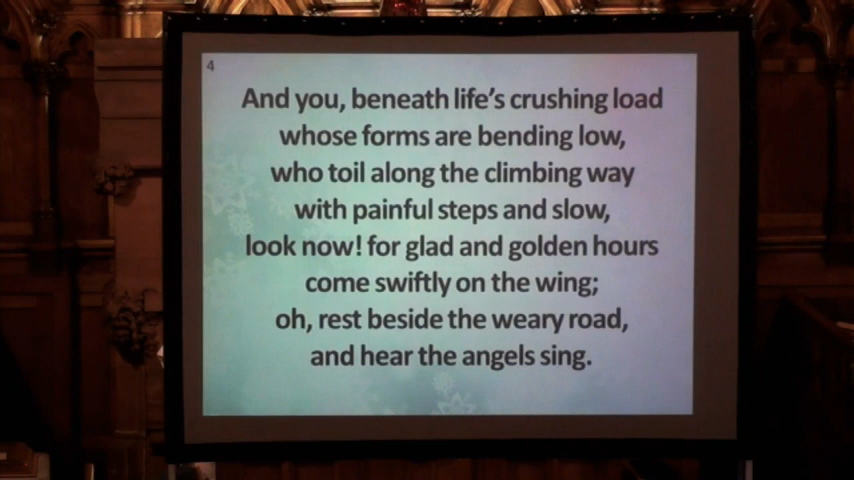 4
And you, beneath life's crushing load
whose forms are bending low,
who toil along the climbing way
with painful steps and slow,
look now! for glad and golden hours
come swiftly on the wing;
oh, rest beside the weary road,
and hear the angels sing.